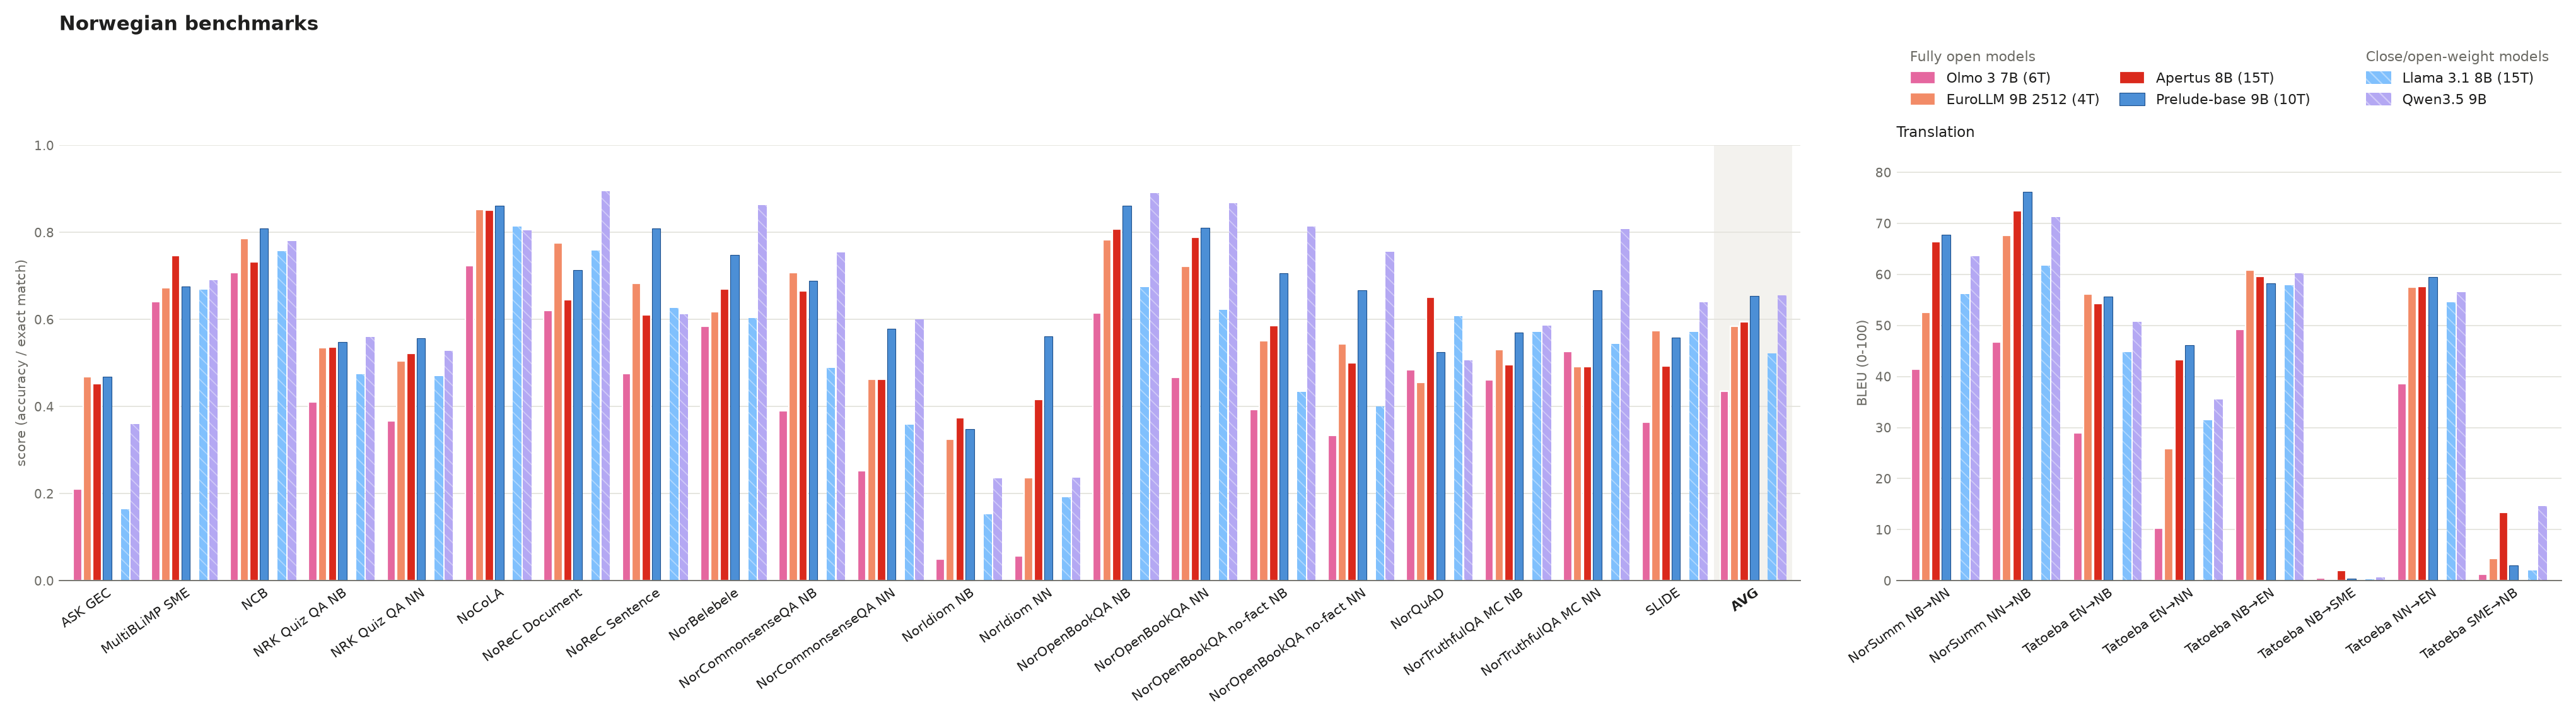 Norwegian benchmarks
Fully open models
Close/open-weight models
Olmo 3 7B (6T)
Apertus 8B (15T)
Llama 3.1 8B (15T)
EuroLLM 9B 2512 (4T)
Prelude-base 9B (10T)
Qwen3.5 9B
score (accuracy / exact match)
1.0
0.8
0.6
0.4
0.2
0.0
ASK GEC
MultiBLiMP SME
NCB
NRK Quiz QA NB
NRK Quiz QA NN
NoCoLA
NoReC Document
NoReC Sentence
NorBelebele
NorCommonsenseQA NB
NorCommonsenseQA NN
NorIdiom NB
NorIdiom NN
NorOpenBookQA NB
NorOpenBookQA NN
NorOpenBookQA no-fact NB
NorOpenBookQA no-fact NN
NorQuAD
NorTruthfulQA MC NB
NorTruthfulQA MC NN
SLIDE
AVG
Translation
BLEU (0-100)
80
70
60
50
40
30
20
10
0
NorSumm NB→NN
NorSumm NN→NB
Tatoeba EN→NB
Tatoeba EN→NN
Tatoeba NB→EN
Tatoeba NB→SME
Tatoeba NN→EN
Tatoeba SME→NB